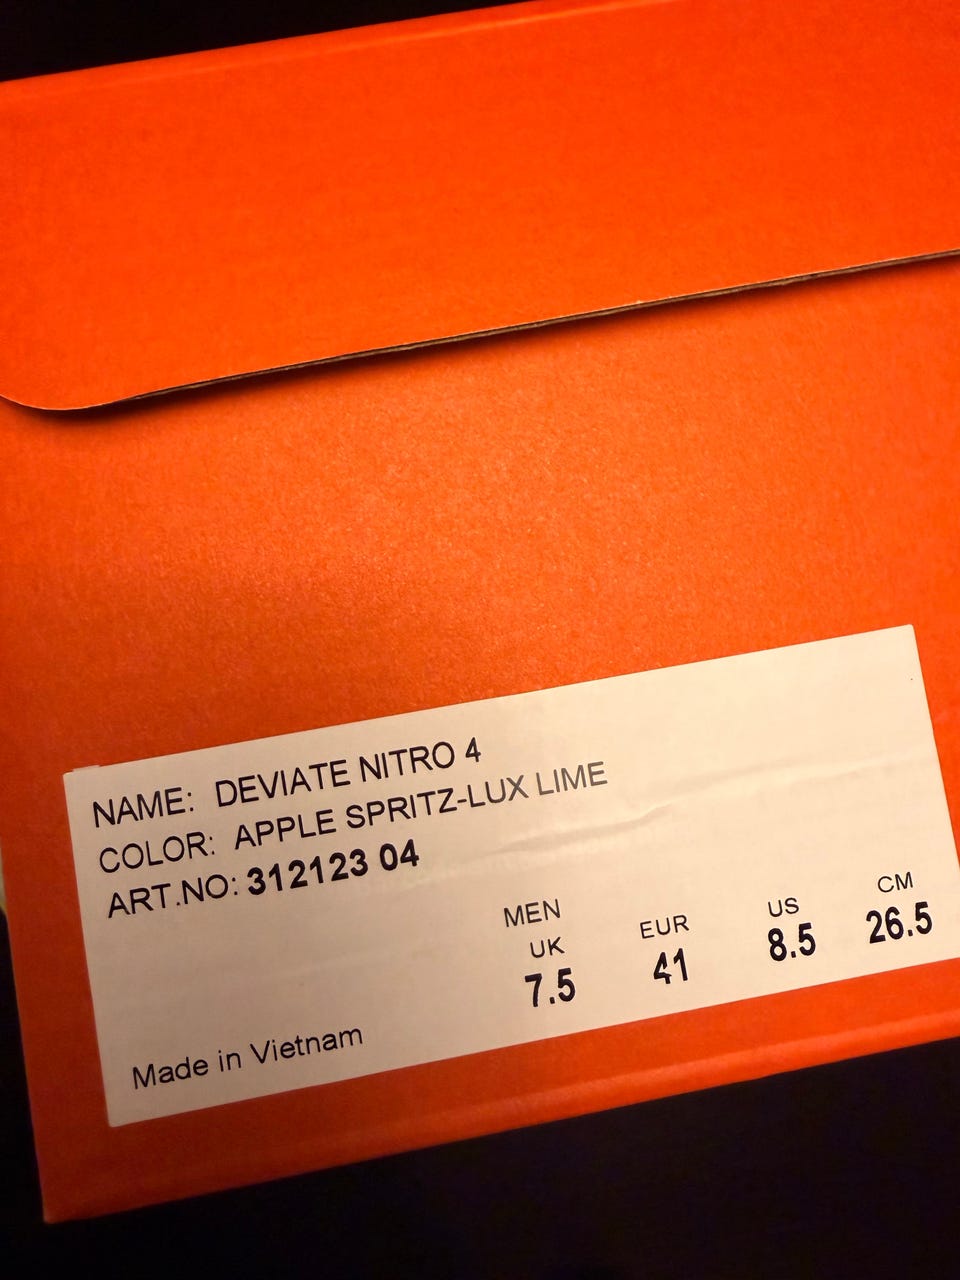 NAME: DEVIATE NITRO 4
COLOR: APPLE SPRITZ-LUX LIME
ART.NO: 312123 04
MEN
UK EUR US CM
7.5 41 8.5 26.5
Made in Vietnam